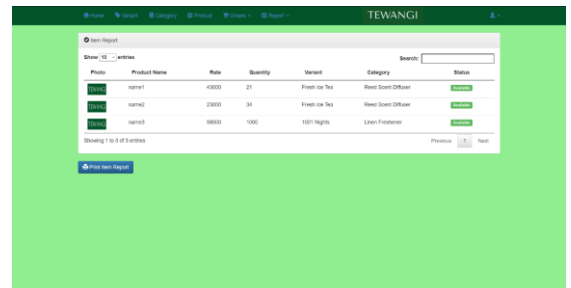 Home Variant Category Product Orders Report TEWANGI
Item Report
Show 10 entries Search:
Photo Product Name Rate Quantity Variant Category Status
TEWANGI name1 43000 21 Fresh Ice Tea Reed Scent Diffuser Available
TEWANGI name2 23000 34 Fresh Ice Tea Reed Scent Diffuser Available
TEWANGI name3 1000 1001 Nights Linen Freshener Available
Showing 1 to 3 of 3 entries Previous 1 Next
Print Item Report